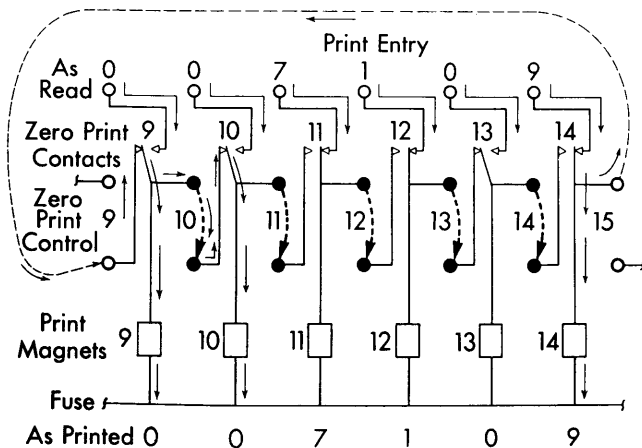 Print Entry
As Read 0 0 7 1 0 9
Zero Print Contacts 9 10 11 12 13 14
Zero Print Control 9 10 11 12 13 14 15
Print Magnets 9 10 11 12 13 14
Fuse
As Printed 0 0 7 1 0 9